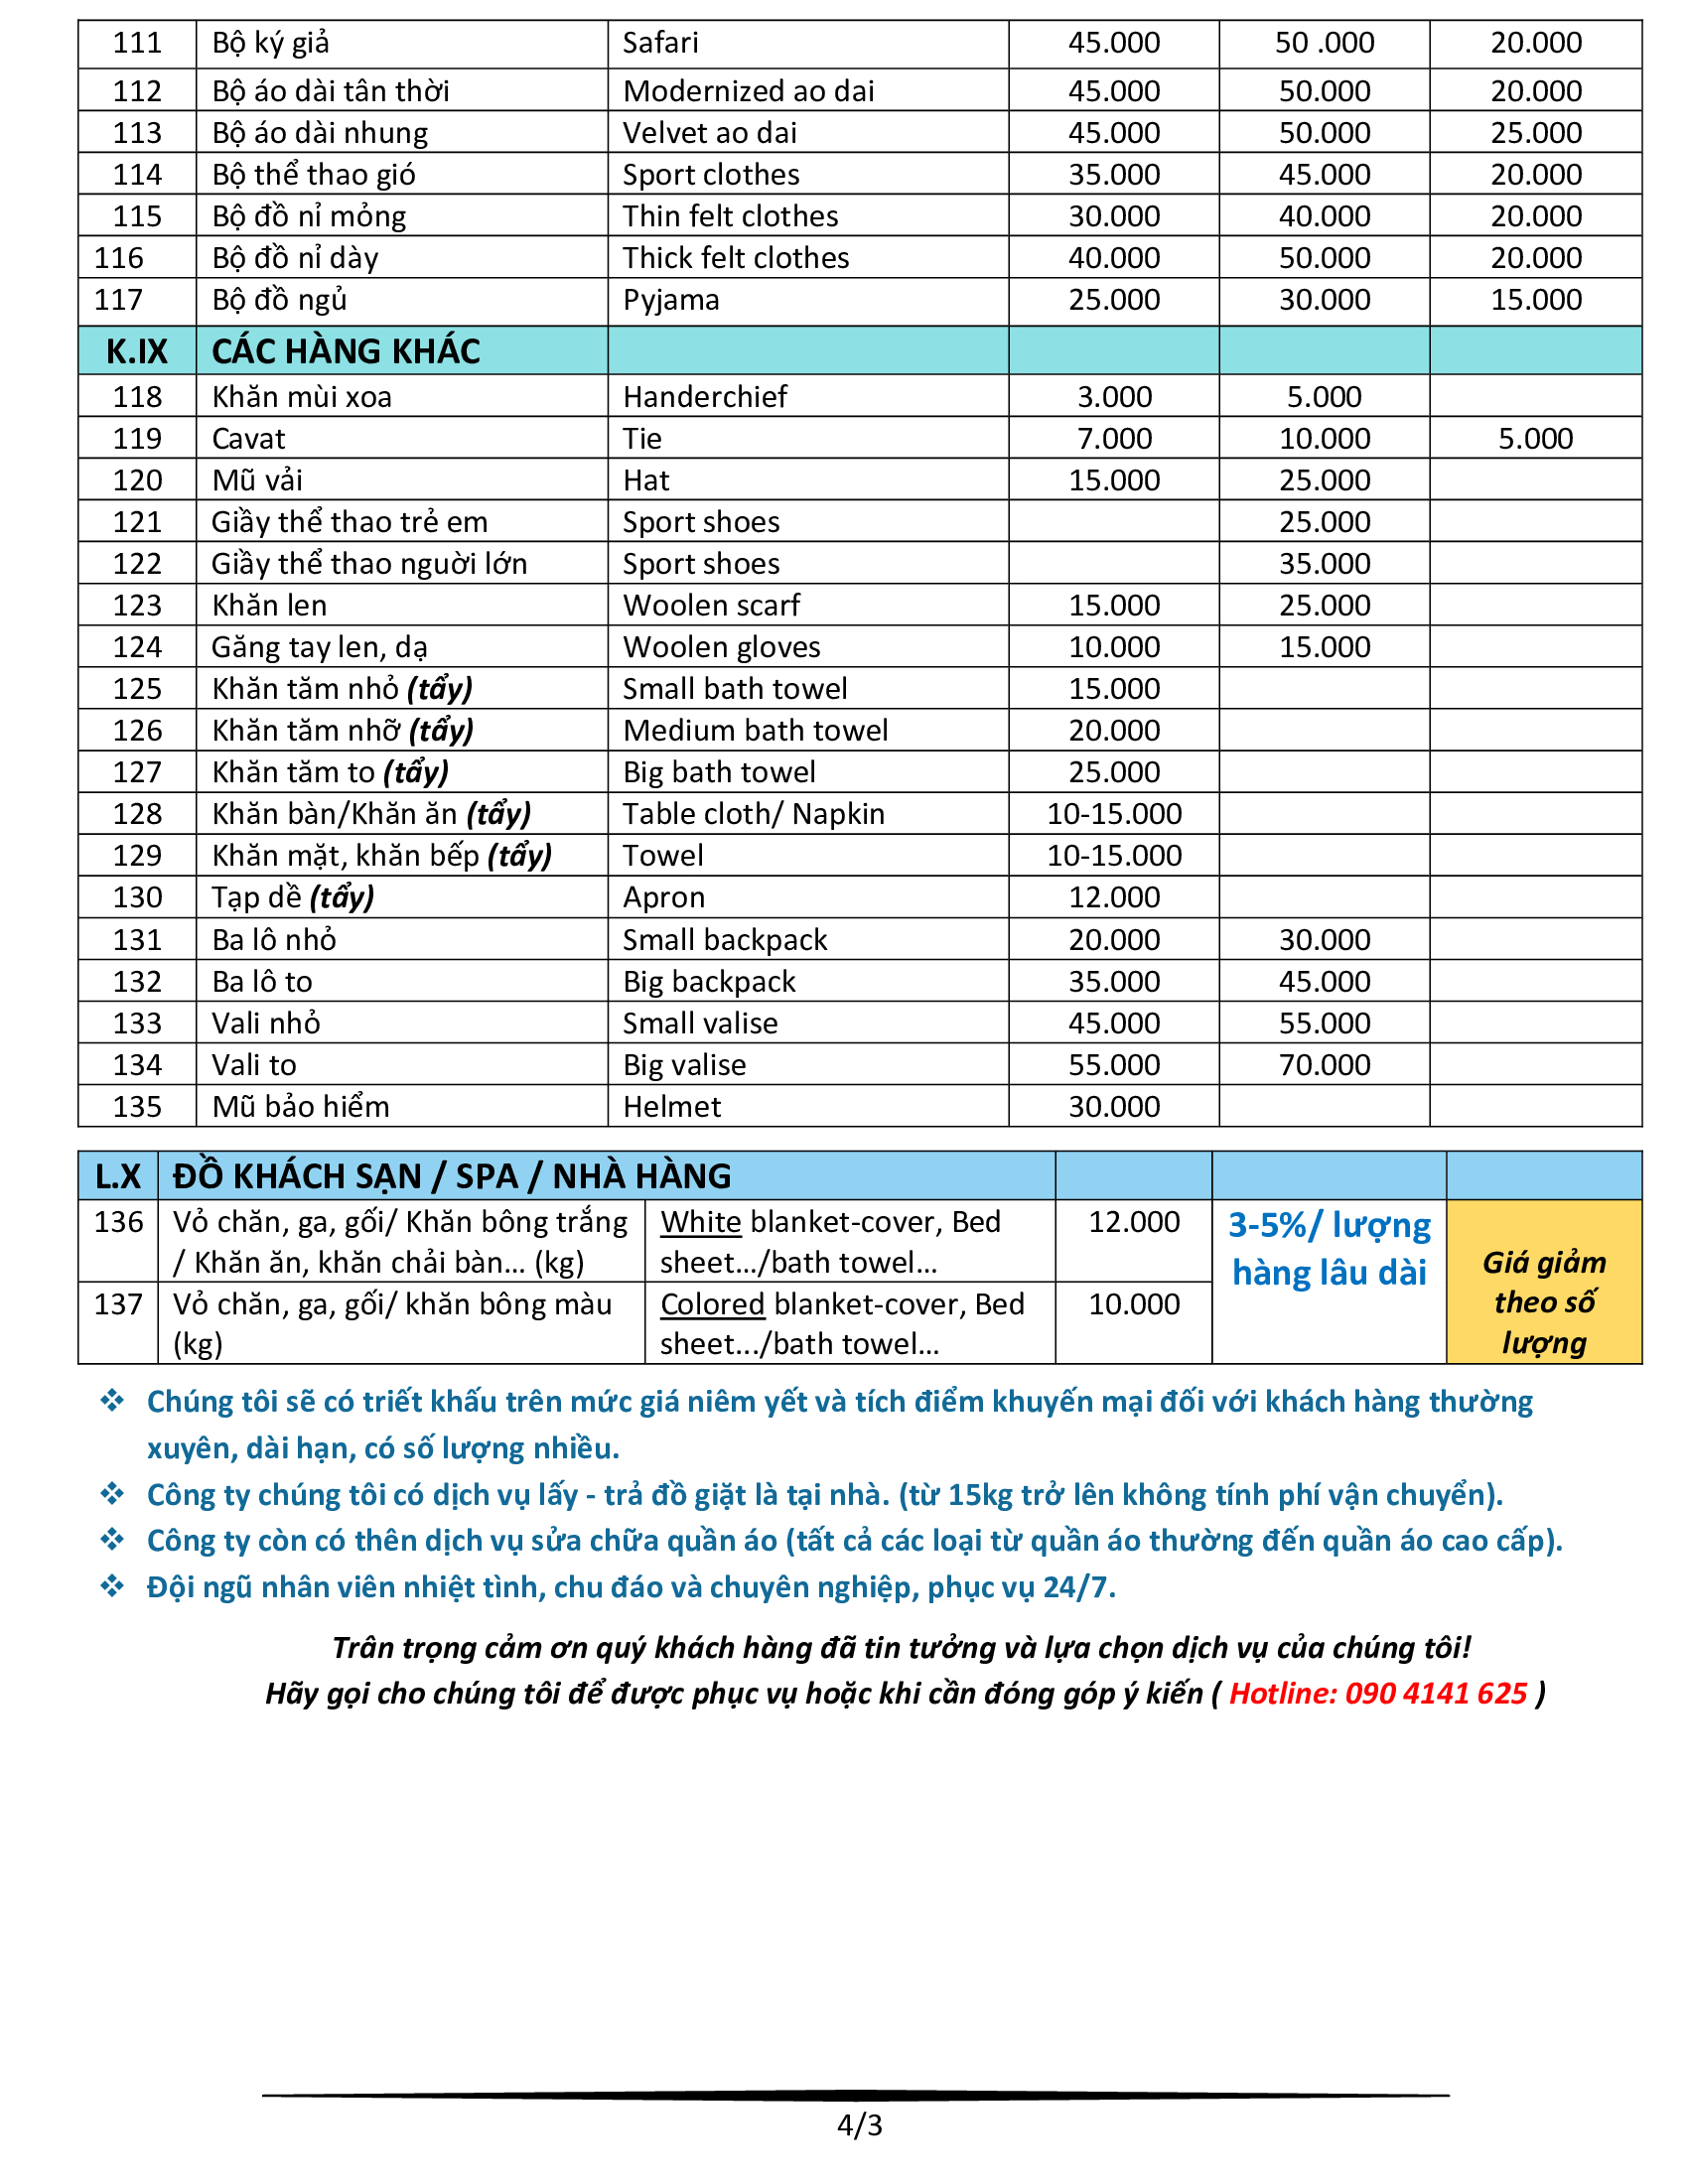 111 Bộ ký giả Safari 45.000 50 .000 20.000
112 Bộ áo dài tân thời Modernized ao dai 45.000 50.000 20.000
113 Bộ áo dài nhung Velvet ao dai 45.000 50.000 25.000
114 Bộ thể thao gió Sport clothes 35.000 45.000 20.000
115 Bộ đồ nỉ mỏng Thin felt clothes 30.000 40.000 20.000
116 Bộ đồ nỉ dày Thick felt clothes 40.000 50.000 20.000
117 Bộ đồ ngủ Pyjama 25.000 30.000 15.000
K.IX CÁC HÀNG KHÁC
118 Khăn mùi xoa Handerchief 3.000 5.000
119 Cavat Tie 7.000 10.000 5.000
120 Mũ vải Hat 15.000 25.000
121 Giầy thể thao trẻ em Sport shoes 25.000
122 Giầy thể thao nguời lớn Sport shoes 35.000
123 Khăn len Woolen scarf 15.000 25.000
124 Găng tay len, dạ Woolen gloves 10.000 15.000
125 Khăn tăm nhỏ (tẩy) Small bath towel 15.000
126 Khăn tăm nhỡ (tẩy) Medium bath towel 20.000
127 Khăn tăm to (tẩy) Big bath towel 25.000
128 Khăn bàn/Khăn ăn (tẩy) Table cloth/ Napkin 10-15.000
129 Khăn mặt, khăn bếp (tẩy) Towel 10-15.000
130 Tạp dề (tẩy) Apron 12.000
131 Ba lô nhỏ Small backpack 20.000 30.000
132 Ba lô to Big backpack 35.000 45.000
133 Vali nhỏ Small valise 45.000 55.000
134 Vali to Big valise 55.000 70.000
135 Mũ bảo hiểm Helmet 30.000
L.X ĐỒ KHÁCH SẠN / SPA / NHÀ HÀNG
136 Vỏ chăn, ga, gối/ Khăn bông trắng White blanket-cover, Bed 12.000 3-5%/ lượng
/ Khăn ăn, khăn chải bàn... (kg) sheet.../bath towel... hàng lâu dài Giá giảm
137 Vỏ chăn, ga, gối/ khăn bông màu Colored blanket-cover, Bed 10.000 theo số
(kg) sheet.../bath towel... lượng
❖ Chúng tôi sẽ có triết khấu trên mức giá niêm yết và tích điểm khuyến mại đối với khách hàng thường
xuyên, dài hạn, có số lượng nhiều.
❖ Công ty chúng tôi có dịch vụ lấy - trả đồ giặt là tại nhà. (từ 15kg trở lên không tính phí vận chuyển).
❖ Công ty còn có thên dịch vụ sửa chữa quần áo (tất cả các loại từ quần áo thường đến quần áo cao cấp).
❖ Đội ngũ nhân viên nhiệt tình, chu đáo và chuyên nghiệp, phục vụ 24/7.
Trân trọng cảm ơn quý khách hàng đã tin tưởng và lựa chọn dịch vụ của chúng tôi!
Hãy gọi cho chúng tôi để được phục vụ hoặc khi cần đóng góp ý kiến ( Hotline: 090 4141 625 )
4/3